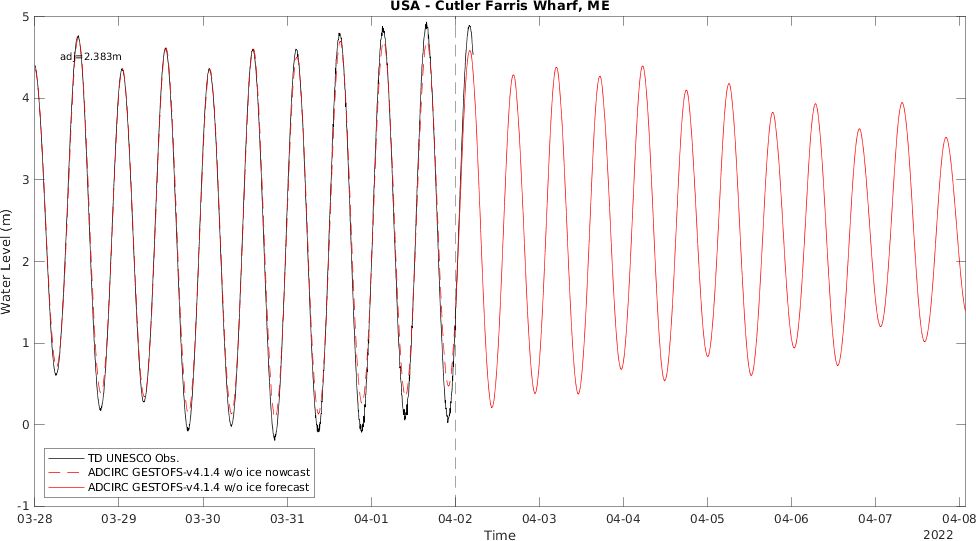 USA - Cutler Farris Wharf, ME
5
adj=2.383m
4
3
2
1
0
-1
Water Level (m)
TD UNESCO Obs.
ADCIRC GESTOFS-v4.1.4 w/o ice nowcast
ADCIRC GESTOFS-v4.1.4 w/o ice forecast
03-28 03-29 03-30 03-31 04-01 04-02 04-03 04-04 04-05 04-06 04-07 04-08
Time
2022